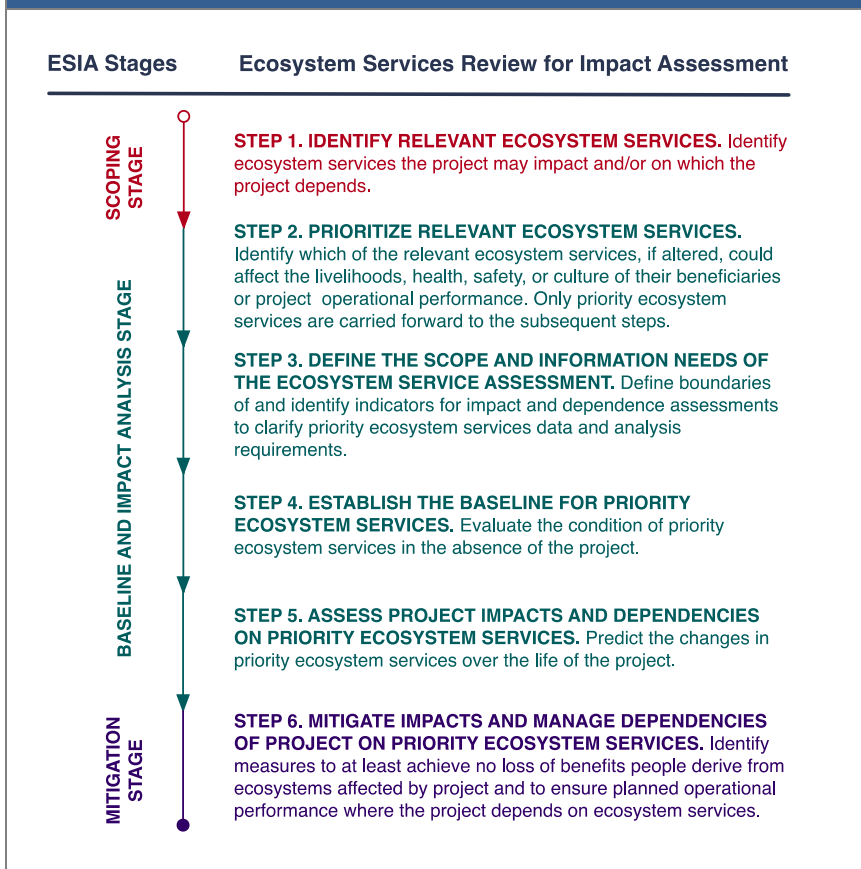 ESIA Stages
Ecosystem Services Review for Impact Assessment
SCOPING
STAGE
STEP 1. IDENTIFY RELEVANT ECOSYSTEM SERVICES. Identify
ecosystem services the project may impact and/or on which the
project depends.
BASELINE AND IMPACT ANALYSIS STAGE
STEP 2. PRIORITIZE RELEVANT ECOSYSTEM SERVICES.
Identify which of the relevant ecosystem services, if altered, could
affect the livelihoods, health, safety, or culture of their beneficiaries
or project operational performance. Only priority ecosystem
services are carried forward to the subsequent steps.
STEP 3. DEFINE THE SCOPE AND INFORMATION NEEDS OF
THE ECOSYSTEM SERVICE ASSESSMENT. Define boundaries
of and identify indicators for impact and dependence assessments
to clarify priority ecosystem services data and analysis
requirements.
STEP 4. ESTABLISH THE BASELINE FOR PRIORITY
ECOSYSTEM SERVICES. Evaluate the condition of priority
ecosystem services in the absence of the project.
STEP 5. ASSESS PROJECT IMPACTS AND DEPENDENCIES
ON PRIORITY ECOSYSTEM SERVICES. Predict the changes in
priority ecosystem services over the life of the project.
MITIGATION
STAGE
STEP 6. MITIGATE IMPACTS AND MANAGE DEPENDENCIES
OF PROJECT ON PRIORITY ECOSYSTEM SERVICES. Identify
measures to at least achieve no loss of benefits people derive from
ecosystems affected by project and to ensure planned operational
performance where the project depends on ecosystem services.